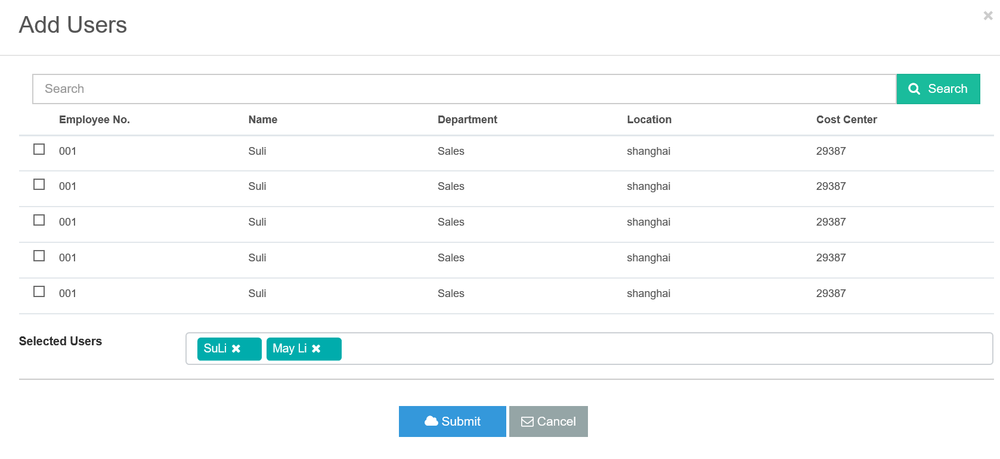 Add Users
Search Search
Employee No. Name Department Location Cost Center
001 Suli Sales shanghai 29387
001 Suli Sales shanghai 29387
001 Suli Sales shanghai 29387
001 Suli Sales shanghai 29387
001 Suli Sales shanghai 29387
Selected Users SuLi May Li
Submit Cancel